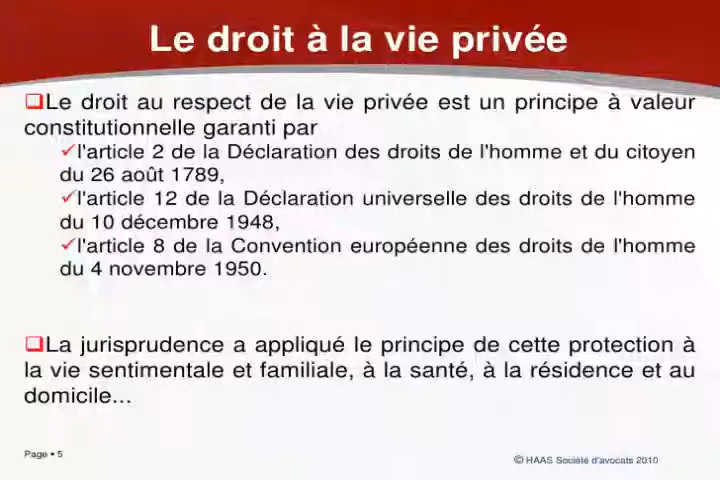 Le droit à la vie privée
❑Le droit au respect de la vie privée est un principe à valeur
constitutionnelle garanti par
✓l'article 2 de la Déclaration des droits de l'homme et du citoyen
du 26 août 1789,
✓l'article 12 de la Déclaration universelle des droits de l'homme
du 10 décembre 1948,
✓l'article 8 de la Convention européenne des droits de l'homme
du 4 novembre 1950.
❑La jurisprudence a appliqué le principe de cette protection à
la vie sentimentale et familiale, à la santé, à la résidence et au
domicile...
Page • 5
© HAAS Société d'avocats 2010